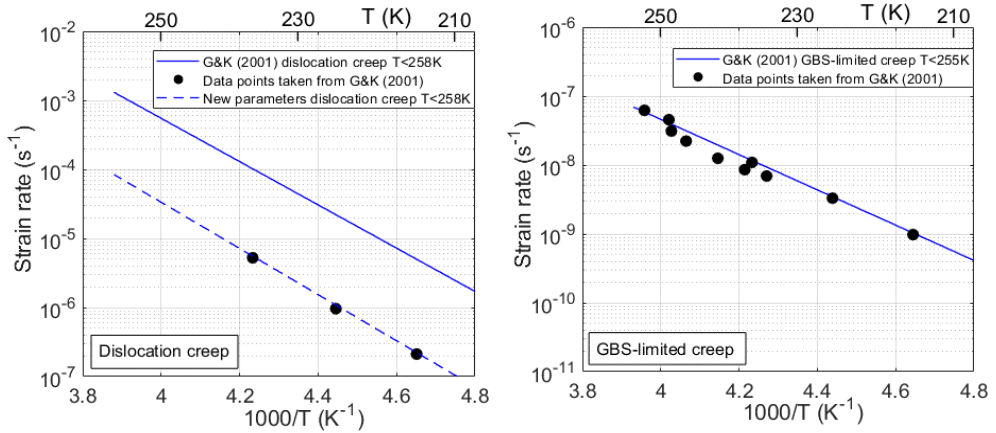 250 230 T (K) 210
10^-2
10^-3
10^-4
10^-5
10^-6
10^-7
Strain rate (s^-1)
G&K (2001) dislocation creep T<258K
Data points taken from G&K (2001)
New parameters dislocation creep T<258K
Dislocation creep
3.8 4 4.2 4.4 4.6 4.8
1000/T (K^-1)
250 230 T (K) 210
10^-6
10^-7
10^-8
10^-9
10^-10
10^-11
Strain rate (s^-1)
G&K (2001) GBS-limited creep T<255K
Data points taken from G&K (2001)
GBS-limited creep
3.8 4 4.2 4.4 4.6 4.8
1000/T (K^-1)